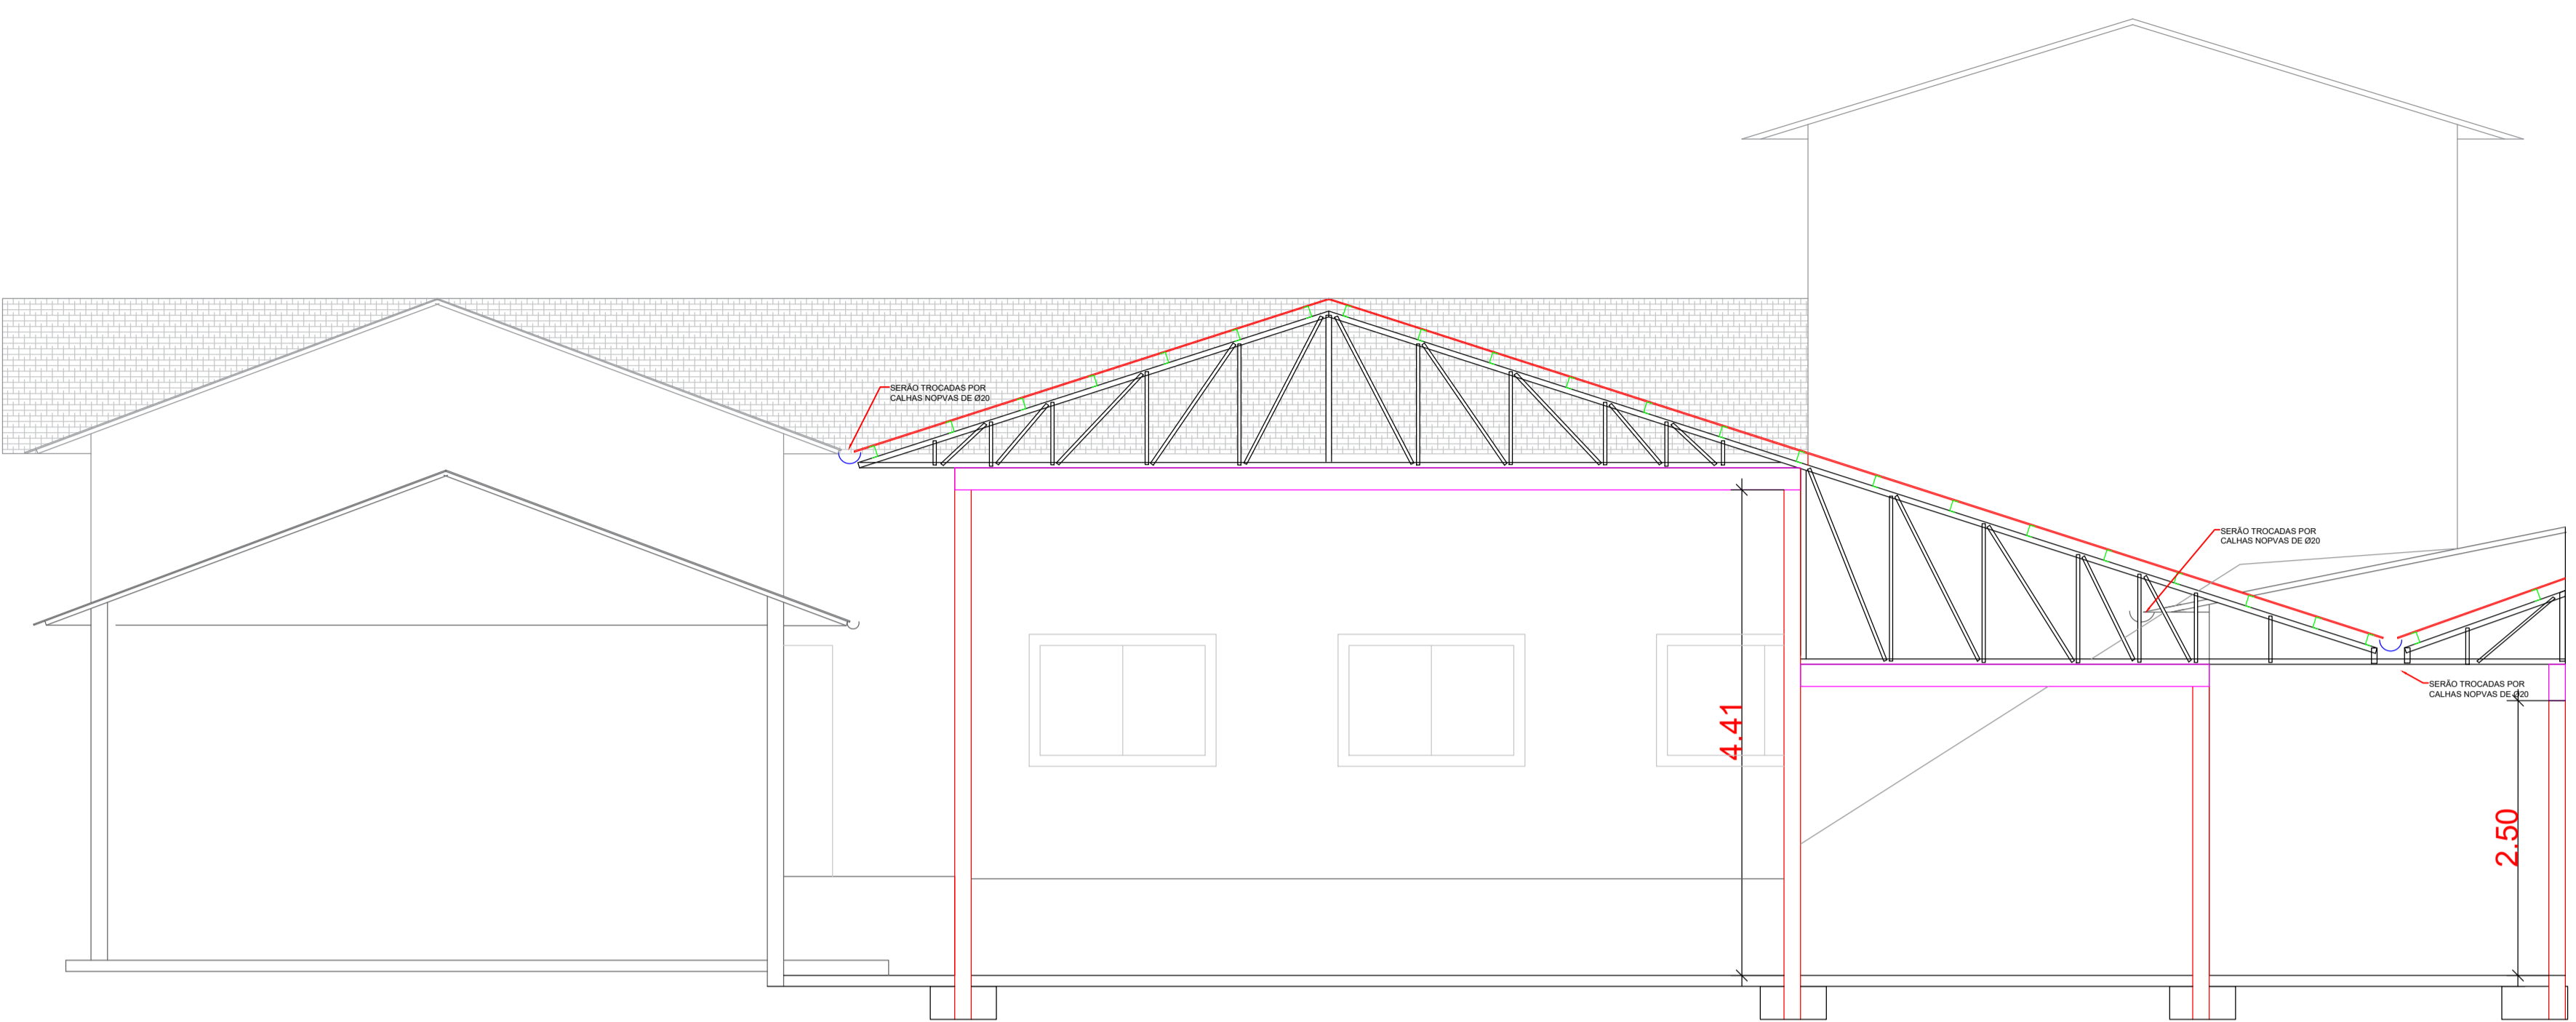 SERÃO TROCADAS POR
CALHAS NOPVAS DE Ø20
SERÃO TROCADAS POR
CALHAS NOPVAS DE Ø20
SERÃO TROCADAS POR
CALHAS NOPVAS DE Ø20
4.41
2.50